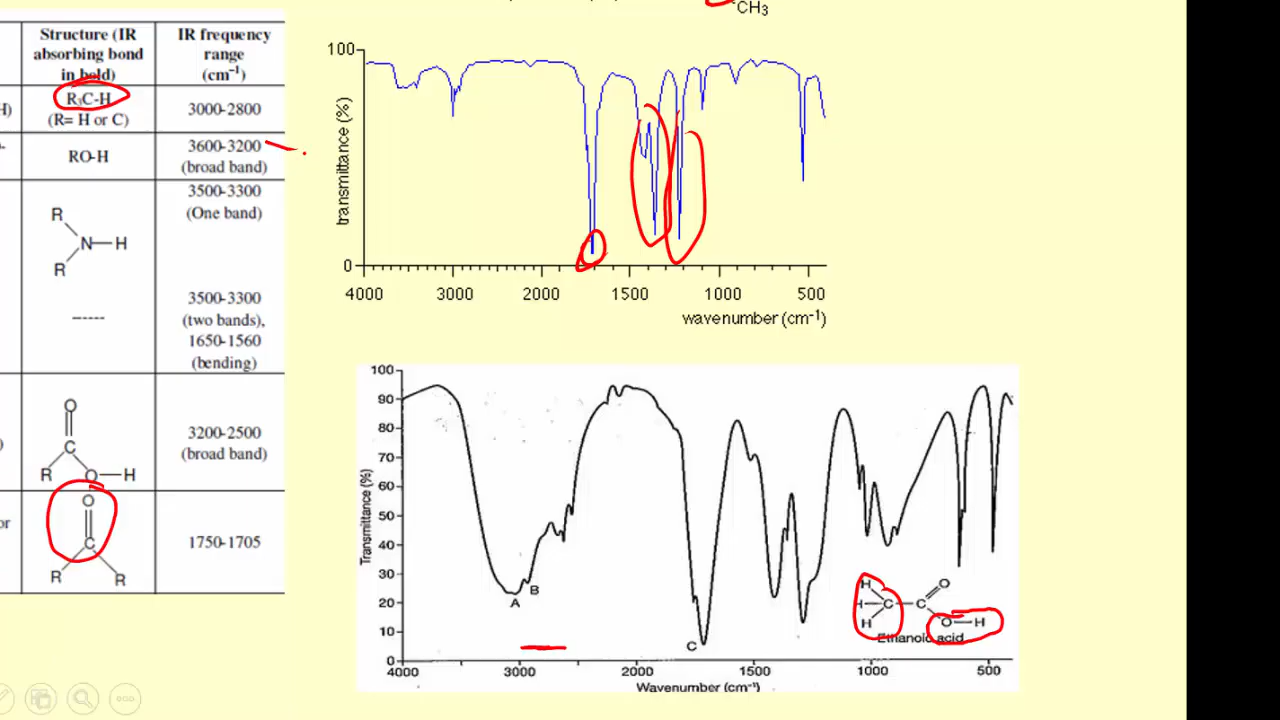 CH3
Structure (IR
absorbing bond
in bold)
IR frequency
range
(cm⁻¹)
H)
R₃C-H
(R= H or C)
3000-2800
RO-H
3600-3200
(broad band)
R
N—H
R
3500-3300
(One band)
-----
3500-3300
(two bands),
1650-1560
(bending)
)
O
C
R O—H
3200-2500
(broad band)
or
O
C
R R
1750-1705
100
transmittance (%)
0
4000 3000 2000 1500 1000 500
wavenumber (cm⁻¹)
100
90
80
70
60
50
40
30
20
10
0
Transmittance (%)
A
B
C
H O
H—C—C
H O—H
Ethanoic acid
4000 3000 2000 1500 1000 500
Wavenumber (cm⁻¹)